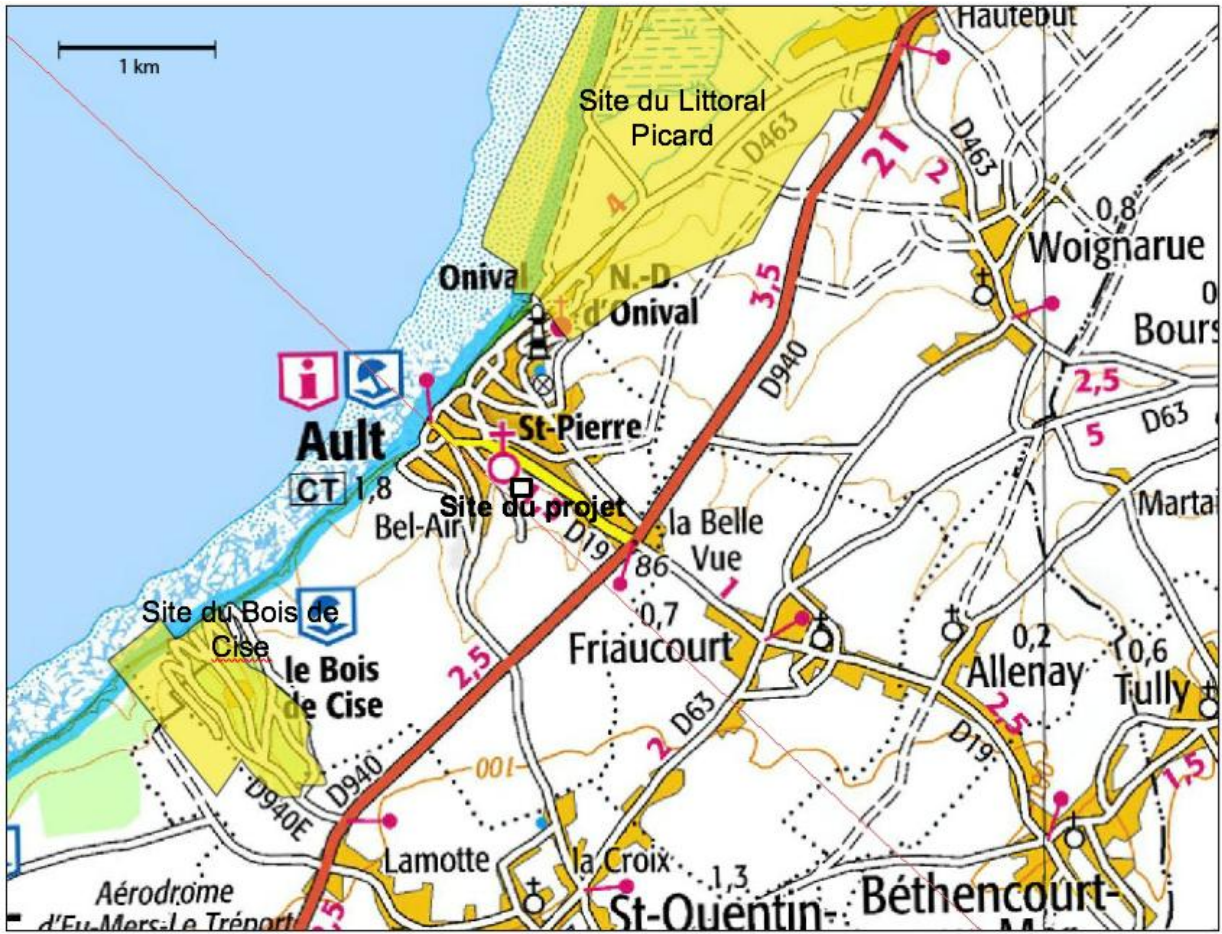 Hautebut
1 km
Site du Littoral
Picard
D463
21
2
D463
4
0,8
Woignarue
Onival
N.-D.
d'Onival
3,5
0
Bours
D940
2,5
5
D63
i
Ault
St-Pierre
CT 1,8
Site du projet
Bel-Air
D19
la Belle
Vue
86
1
Martai
Site du Bois de
Cise
0,7
Friaucourt
le Bois
de Cise
2,5
0,2
Allenay
0,6
Tully
D63
2
2,5
D19
100
D940
D940E
1,5
Lamotte
la Croix
1,3
Aérodrome
d'Eu-Mers-Le Tréport
St-Quentin-
Béthencourt-